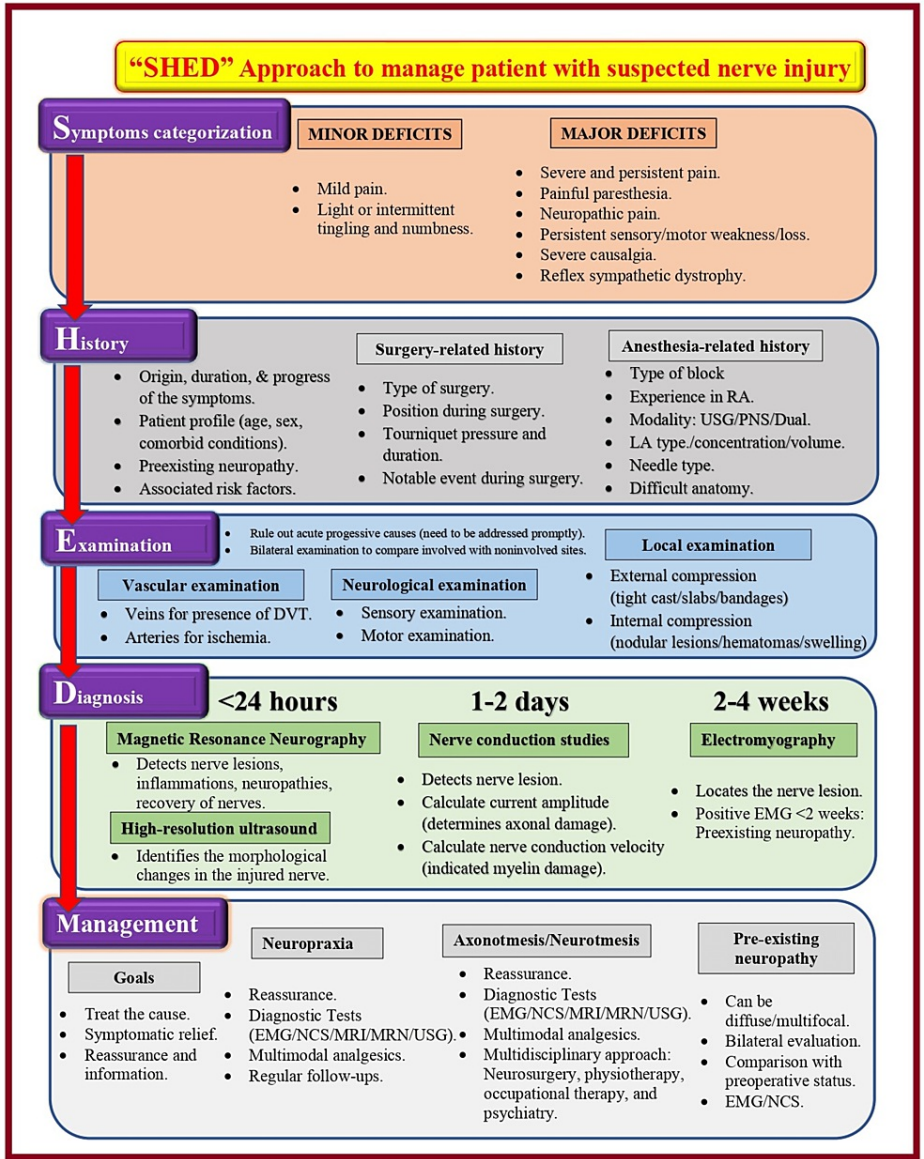 “SHED” Approach to manage patient with suspected nerve injury
Symptoms categorization
MINOR DEFICITS
• Mild pain.
• Light or intermittent
tingling and numbness.
MAJOR DEFICITS
• Severe and persistent pain.
• Painful paresthesia.
• Neuropathic pain.
• Persistent sensory/motor weakness/loss.
• Severe causalgia.
• Reflex sympathetic dystrophy.
History
• Origin, duration, & progress
of the symptoms.
• Patient profile (age, sex,
comorbid conditions).
• Preexisting neuropathy.
• Associated risk factors.
Surgery-related history
• Type of surgery.
• Position during surgery.
• Tourniquet pressure and
duration.
• Notable event during surgery.
Anesthesia-related history
• Type of block
• Experience in RA.
• Modality: USG/PNS/Dual.
• LA type./concentration/volume.
• Needle type.
• Difficult anatomy.
Examination
• Rule out acute progessive causes (need to be addressed promptly).
• Bilateral examination to compare involved with noninvolved sites.
Vascular examination
• Veins for presence of DVT.
• Arteries for ischemia.
Neurological examination
• Sensory examination.
• Motor examination.
Local examination
• External compression
(tight cast/slabs/bandages)
• Internal compression
(nodular lesions/hematomas/swelling)
Diagnosis
<24 hours
Magnetic Resonance Neurography
• Detects nerve lesions,
inflammations, neuropathies,
recovery of nerves.
High-resolution ultrasound
• Identifies the morphological
changes in the injured nerve.
1-2 days
Nerve conduction studies
• Detects nerve lesion.
• Calculate current amplitude
(determines axonal damage).
• Calculate nerve conduction velocity
(indicated myelin damage).
2-4 weeks
Electromyography
• Locates the nerve lesion.
• Positive EMG <2 weeks:
Preexisting neuropathy.
Management
Goals
• Treat the cause.
• Symptomatic relief.
• Reassurance and
information.
Neuropraxia
• Reassurance.
• Diagnostic Tests
(EMG/NCS/MRI/MRN/USG).
• Multimodal analgesics.
• Regular follow-ups.
Axonotmesis/Neurotmesis
• Reassurance.
• Diagnostic Tests
(EMG/NCS/MRI/MRN/USG).
• Multimodal analgesics.
• Multidisciplinary approach:
Neurosurgery, physiotherapy,
occupational therapy, and
psychiatry.
Pre-existing
neuropathy
• Can be
diffuse/multifocal.
• Bilateral evaluation.
• Comparison with
preoperative status.
• EMG/NCS.